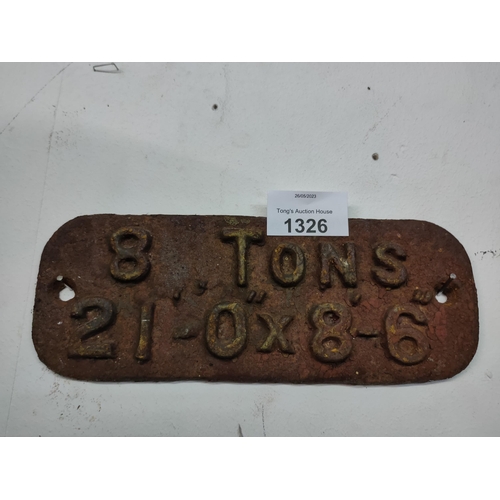 26/05/2023
Tong's Auction House
1326
8 TONS
21'-0"x8'-6"